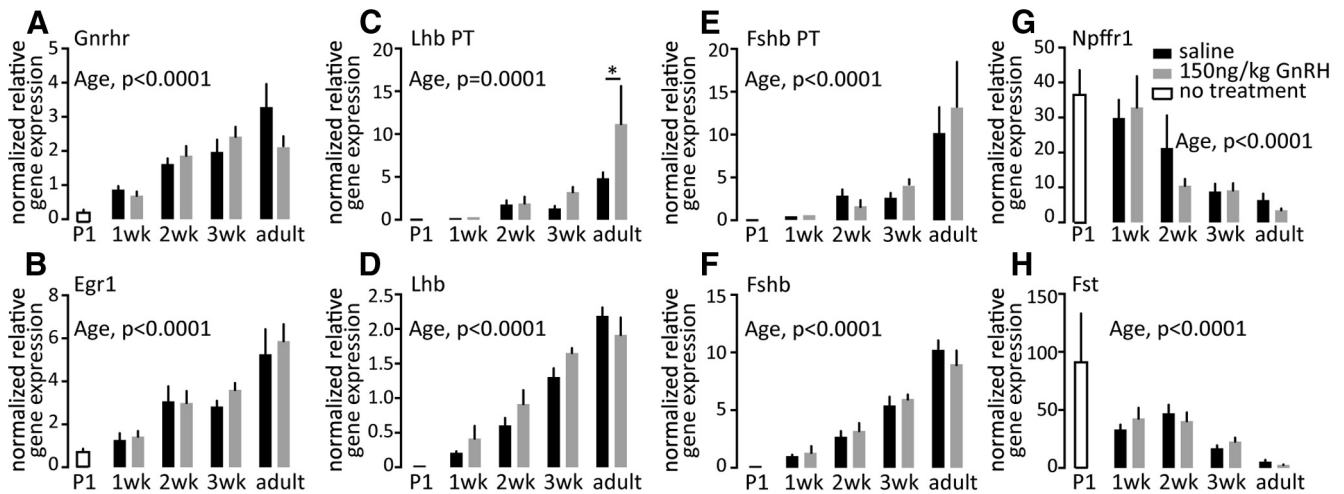 A
Gnrhr
Age, p<0.0001
normalized relative
gene expression
5
4
3
2
1
0
P1 1wk 2wk 3wk adult
B
Egr1
Age, p<0.0001
normalized relative
gene expression
8
6
4
2
0
P1 1wk 2wk 3wk adult
C
Lhb PT
Age, p=0.0001
*
normalized relative
gene expression
20
15
10
5
0
P1 1wk 2wk 3wk adult
D
Lhb
Age, p<0.0001
normalized relative
gene expression
2.5
2.0
1.5
1.0
0.5
0
P1 1wk 2wk 3wk adult
E
Fshb PT
Age, p<0.0001
normalized relative
gene expression
20
15
10
5
0
P1 1wk 2wk 3wk adult
F
Fshb
Age, p<0.0001
normalized relative
gene expression
15
10
5
0
P1 1wk 2wk 3wk adult
G
Npffr1
saline
150ng/kg GnRH
no treatment
Age, p<0.0001
normalized relative
gene expression
50
40
30
20
10
0
P1 1wk 2wk 3wk adult
H
Fst
Age, p<0.0001
normalized relative
gene expression
150
100
50
0
P1 1wk 2wk 3wk adult